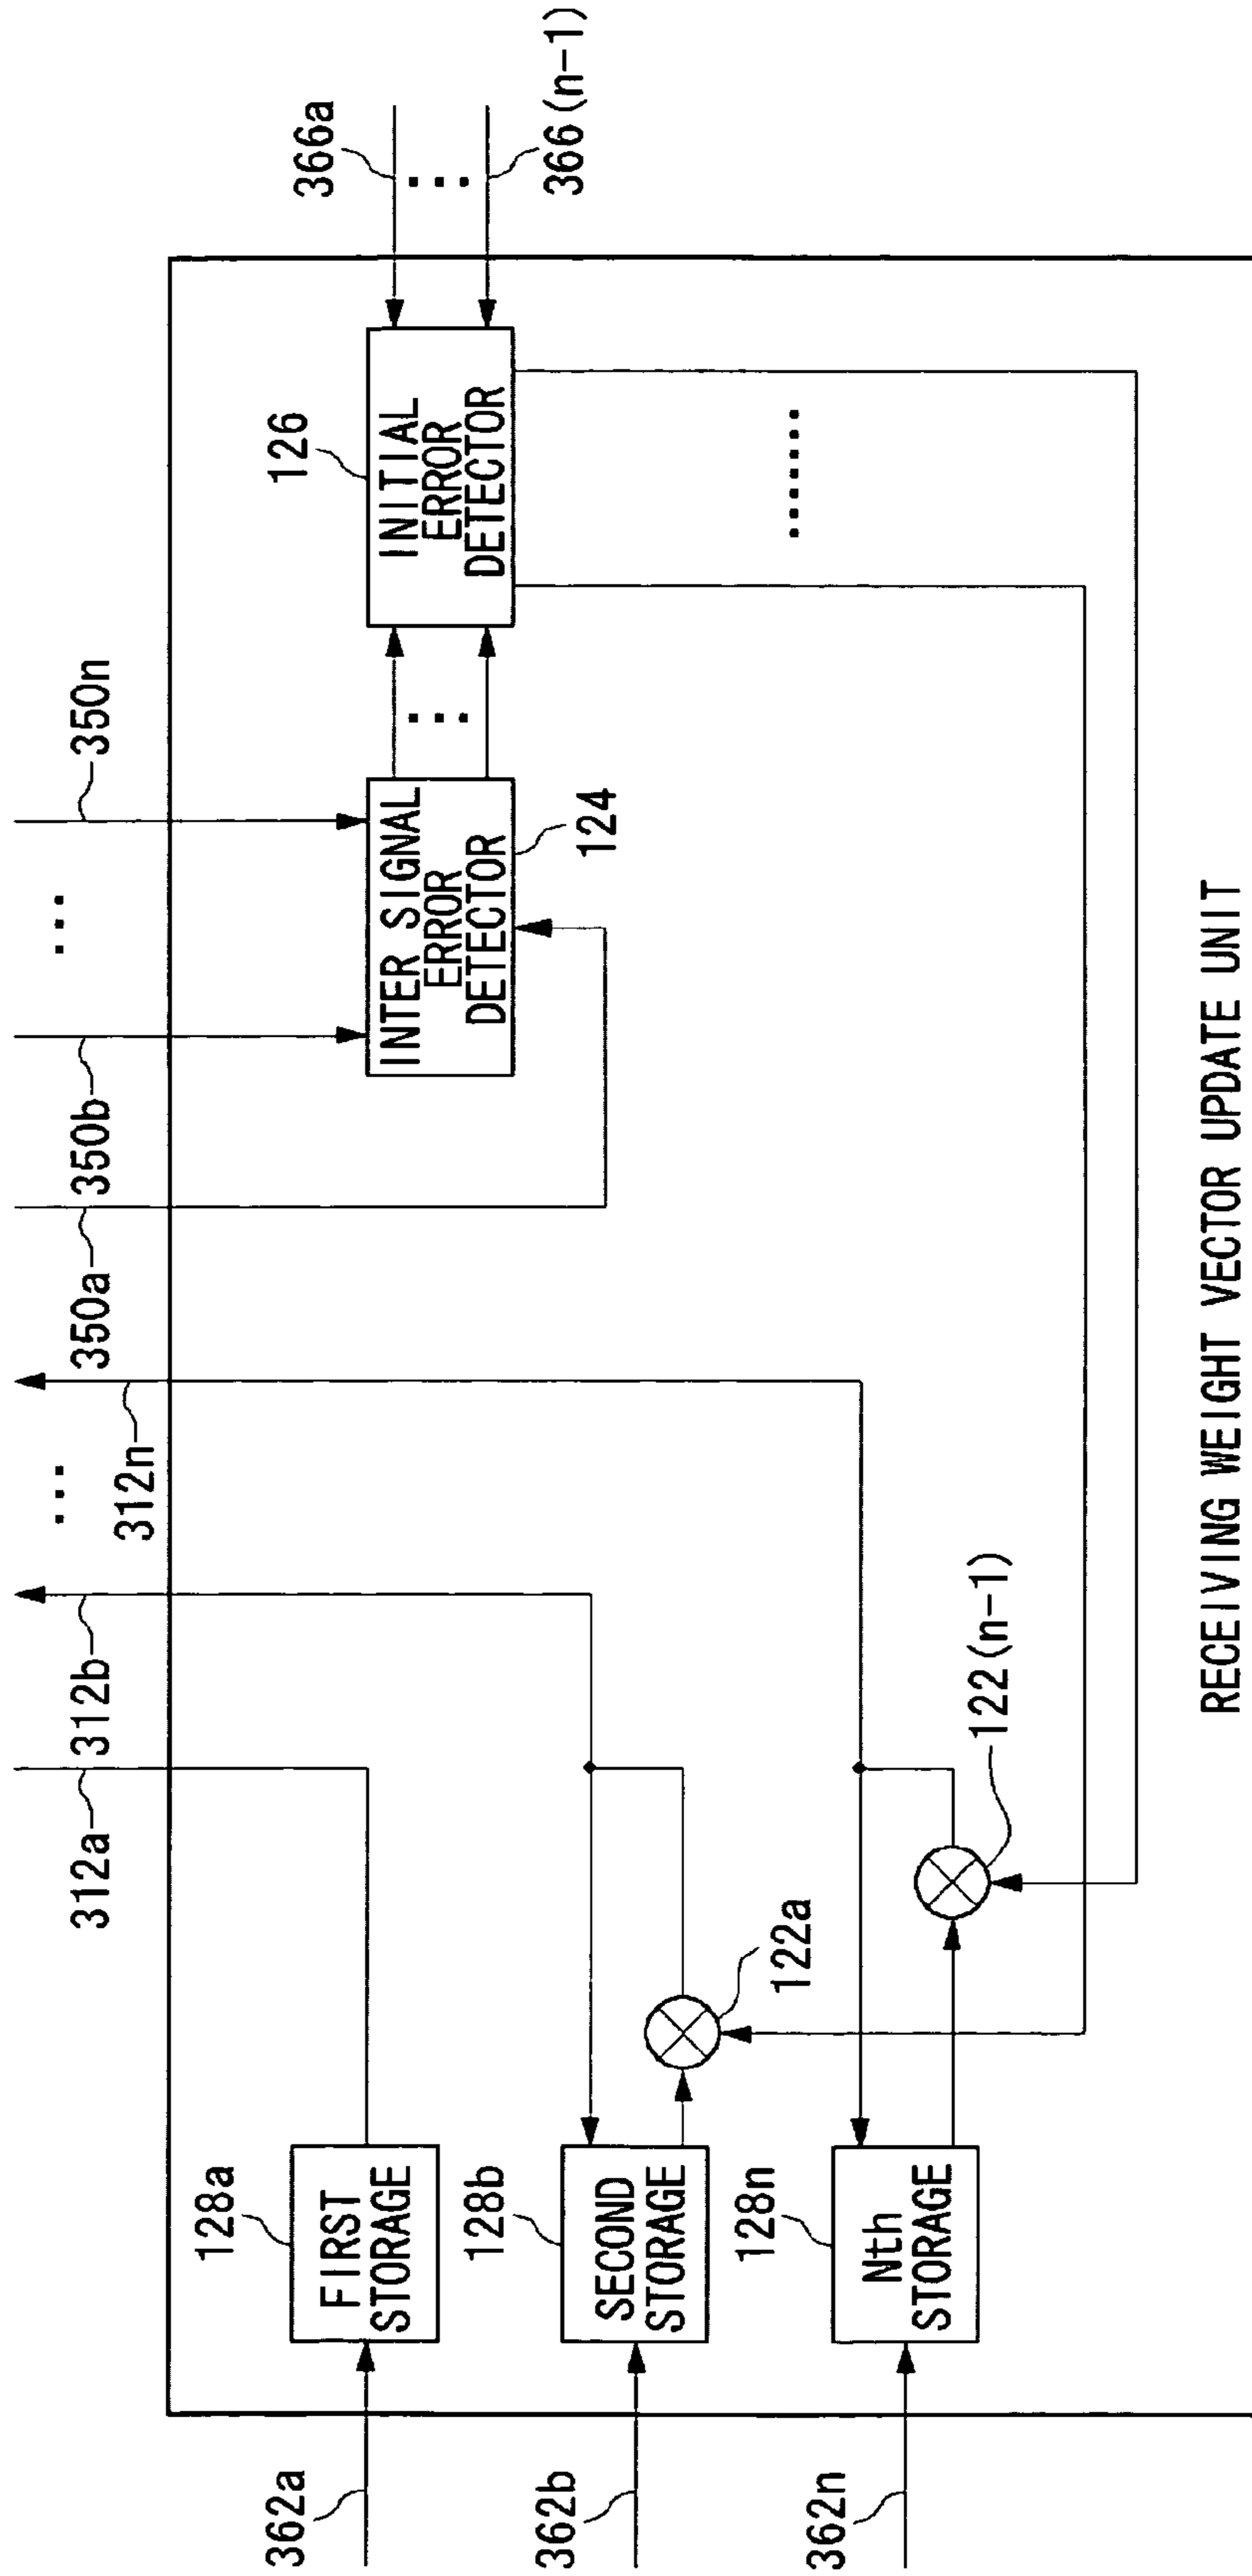 312a
312b
312n
350a
350b
350n
...
...
362a
128a
FIRST
STORAGE
362b
128b
SECOND
STORAGE
122a
362n
128n
Nth
STORAGE
122(n-1)
INTER SIGNAL
ERROR
DETECTOR
124
...
126
INITIAL
ERROR
DETECTOR
366a
...
366(n-1)
.......
RECEIVING WEIGHT VECTOR UPDATE UNIT